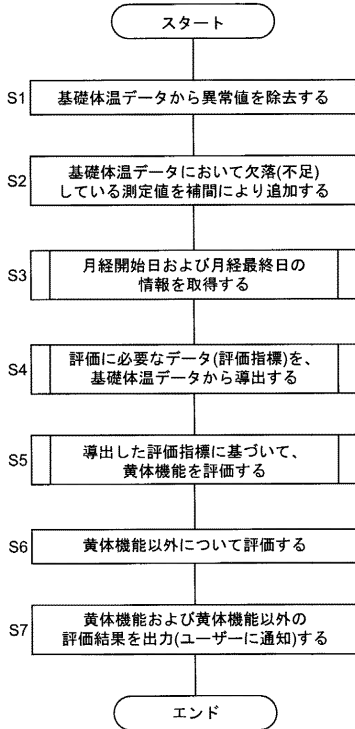 スタート
S1
基礎体温データから異常値を除去する
S2
基礎体温データにおいて欠落(不足)
している測定値を補間により追加する
S3
月経開始日および月経最終日の
情報を取得する
S4
評価に必要なデータ(評価指標)を、
基礎体温データから導出する
S5
導出した評価指標に基づいて、
黄体機能を評価する
S6
黄体機能以外について評価する
S7
黄体機能および黄体機能以外の
評価結果を出力(ユーザーに通知)する
エンド